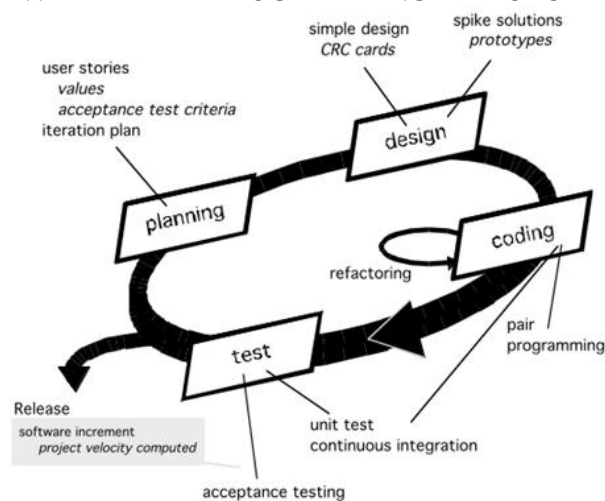 simple design
CRC cards
spike solutions
prototypes
user stories
values
acceptance test criteria
iteration plan
design
planning
coding
refactoring
test
pair
programming
Release
software increment
project velocity computed
unit test
continuous integration
acceptance testing